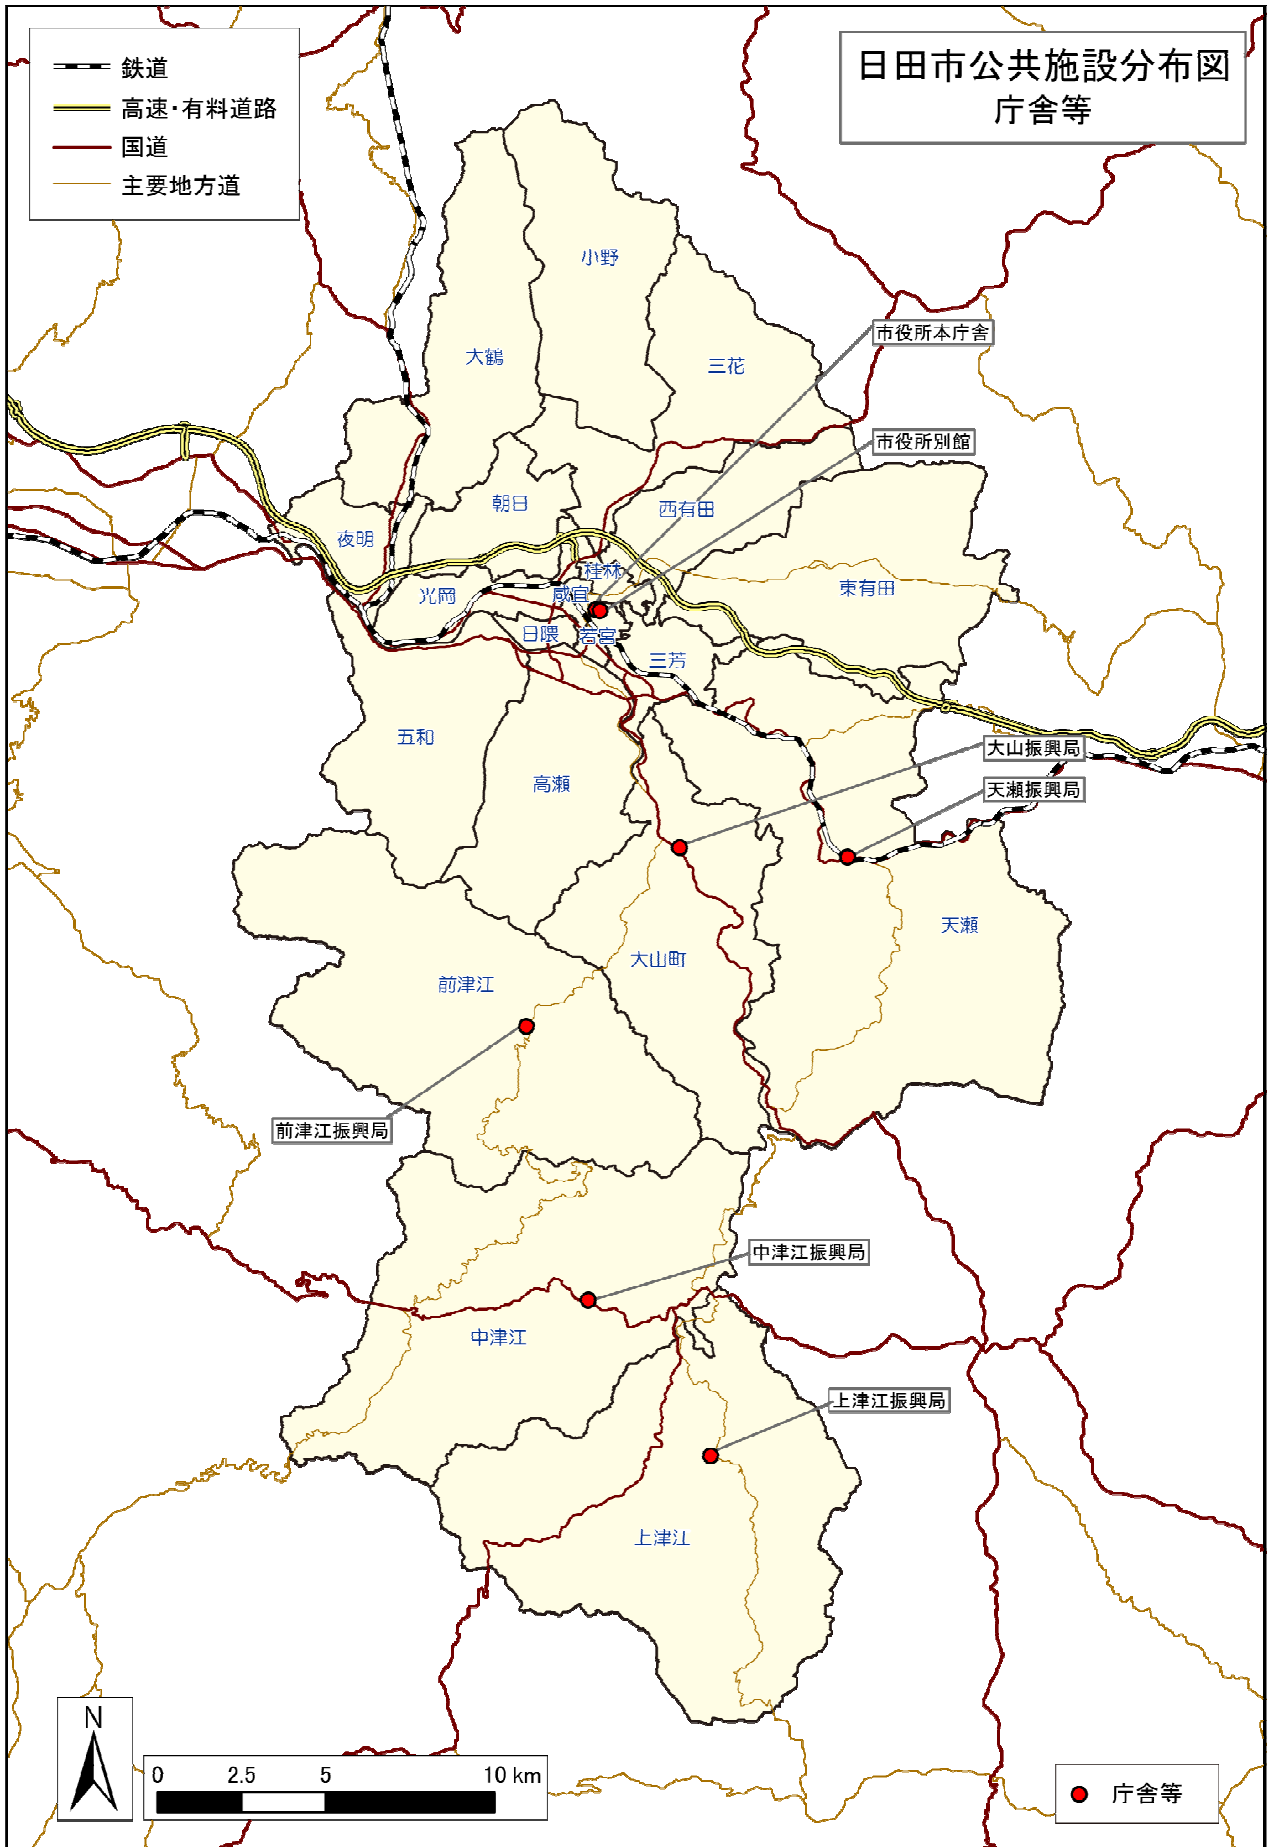 日田市公共施設分布図
庁舎等
鉄道
高速・有料道路
国道
主要地方道
小野
市役所本庁舎
大鶴
三花
市役所別館
朝日
西有田
夜明
桂林
東有田
光岡
咸宜
日隈
若宮
三芳
五和
大山振興局
高瀬
天瀬振興局
天瀬
大山町
前津江
前津江振興局
中津江振興局
中津江
上津江振興局
上津江
N
0 2.5 5 10 km
庁舎等